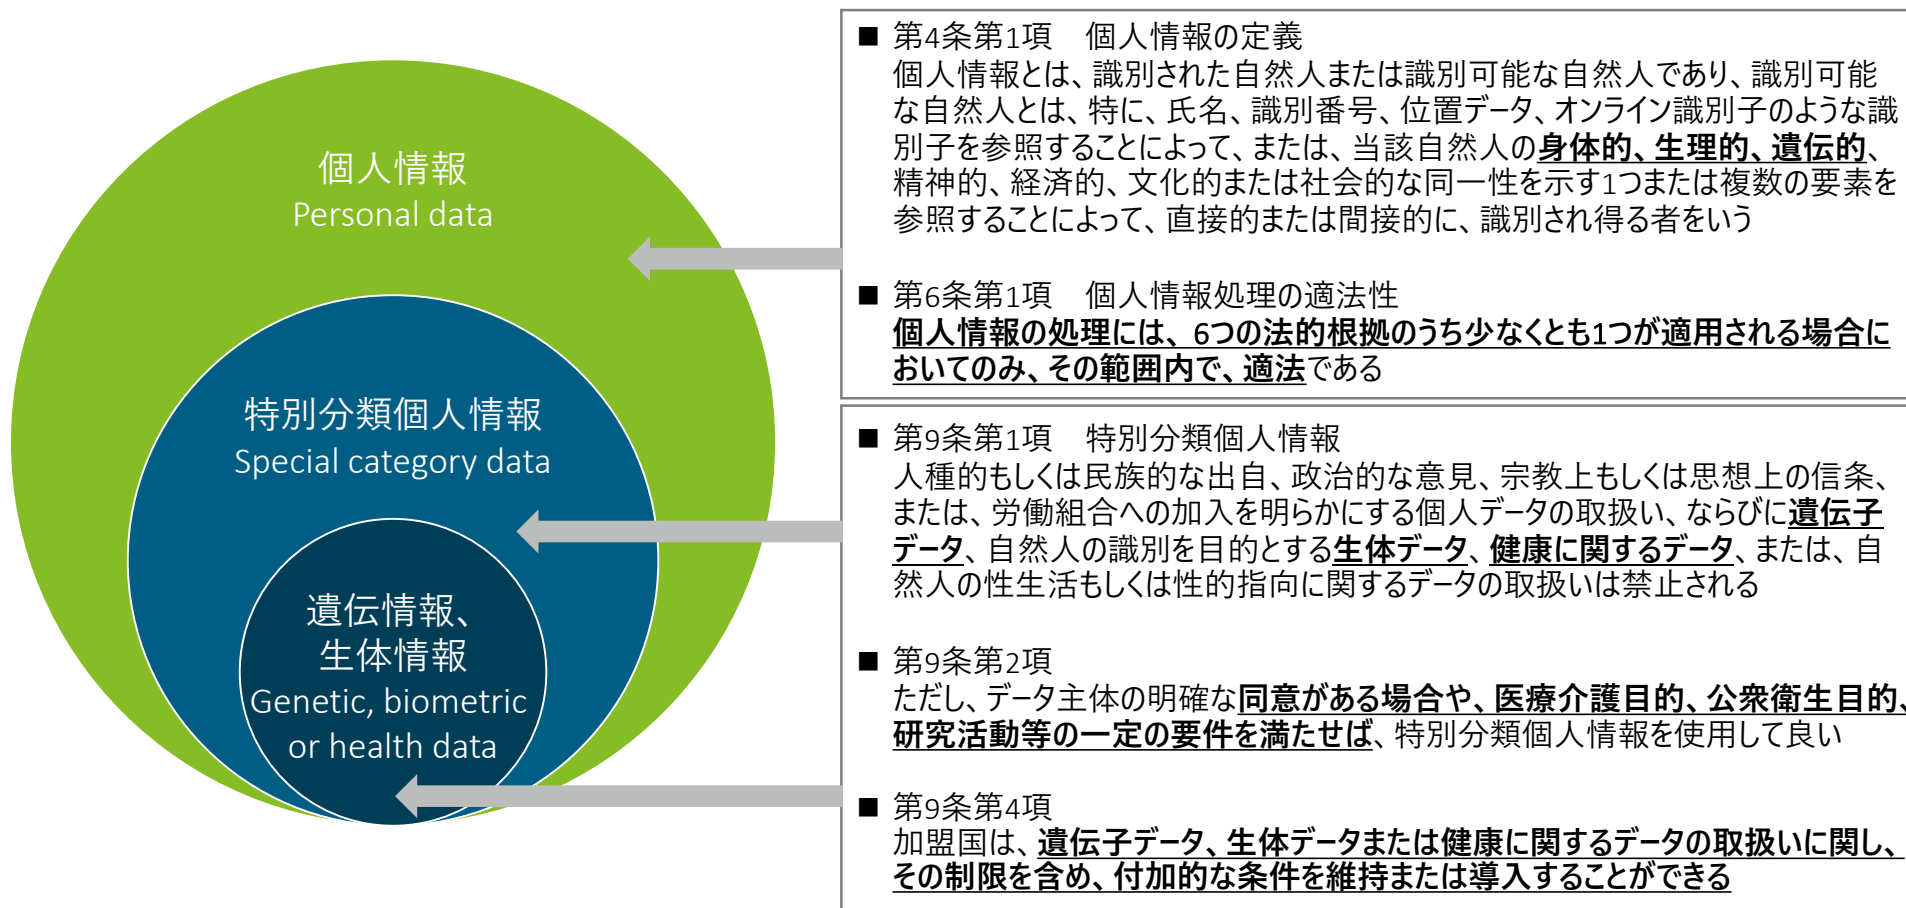 個人情報
Personal data
特別分類個人情報
Special category data
遺伝情報、
生体情報
Genetic, biometric
or health data
■ 第4条第1項　個人情報の定義
個人情報とは、識別された自然人または識別可能な自然人であり、識別可能
な自然人とは、特に、氏名、識別番号、位置データ、オンライン識別子のような識
別子を参照することによって、または、当該自然人の身体的、生理的、遺伝的、
精神的、経済的、文化的または社会的な同一性を示す1つまたは複数の要素を
参照することによって、直接的または間接的に、識別され得る者をいう
■ 第6条第1項　個人情報処理の適法性
個人情報の処理には、6つの法的根拠のうち少なくとも1つが適用される場合に
おいてのみ、その範囲内で、適法である
■ 第9条第1項　特別分類個人情報
人種的もしくは民族的な出自、政治的な意見、宗教上もしくは思想上の信条、
または、労働組合への加入を明らかにする個人データの取扱い、ならびに遺伝子
データ、自然人の識別を目的とする生体データ、健康に関するデータ、または、自
然人の性生活もしくは性的指向に関するデータの取扱いは禁止される
■ 第9条第2項
ただし、データ主体の明確な同意がある場合や、医療介護目的、公衆衛生目的、
研究活動等の一定の要件を満たせば、特別分類個人情報を使用して良い
■ 第9条第4項
加盟国は、遺伝子データ、生体データまたは健康に関するデータの取扱いに関し、
その制限を含め、付加的な条件を維持または導入することができる